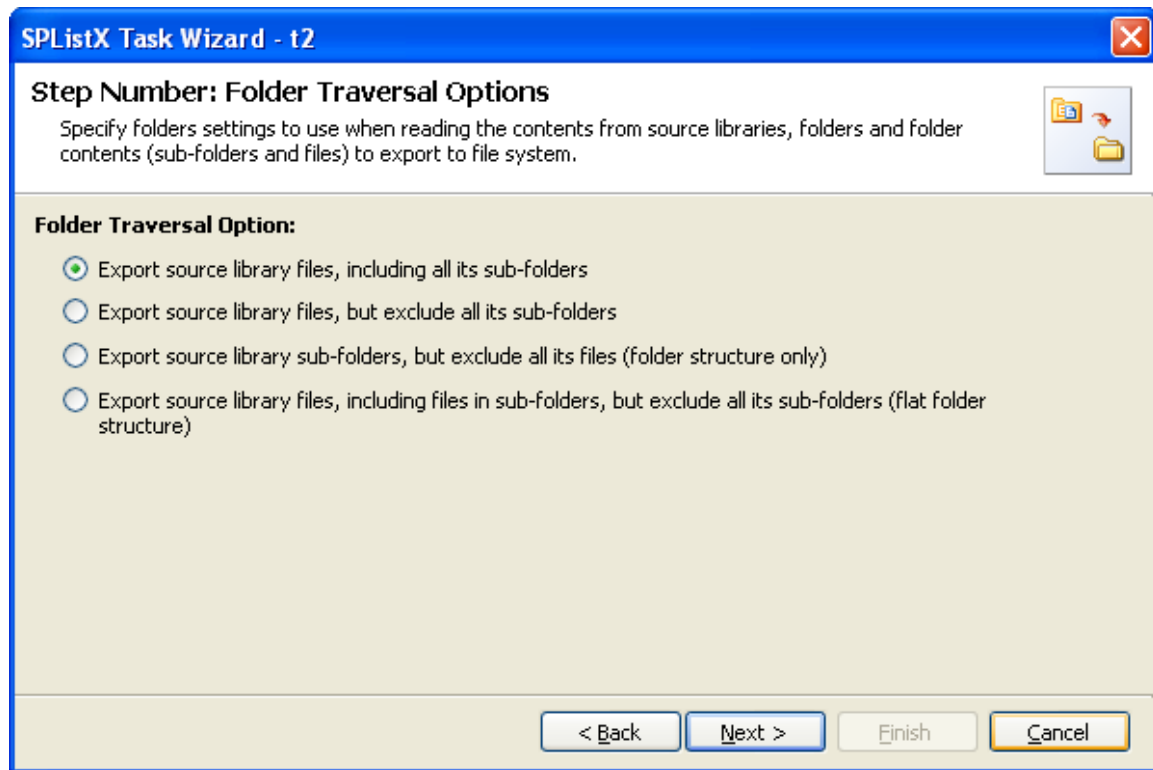 SPListX Task Wizard - t2
Step Number: Folder Traversal Options
Specify folders settings to use when reading the contents from source libraries, folders and folder
contents (sub-folders and files) to export to file system.
Folder Traversal Option:
Export source library files, including all its sub-folders
Export source library files, but exclude all its sub-folders
Export source library sub-folders, but exclude all its files (folder structure only)
Export source library files, including files in sub-folders, but exclude all its sub-folders (flat folder
structure)
< Back Next > Finish Cancel